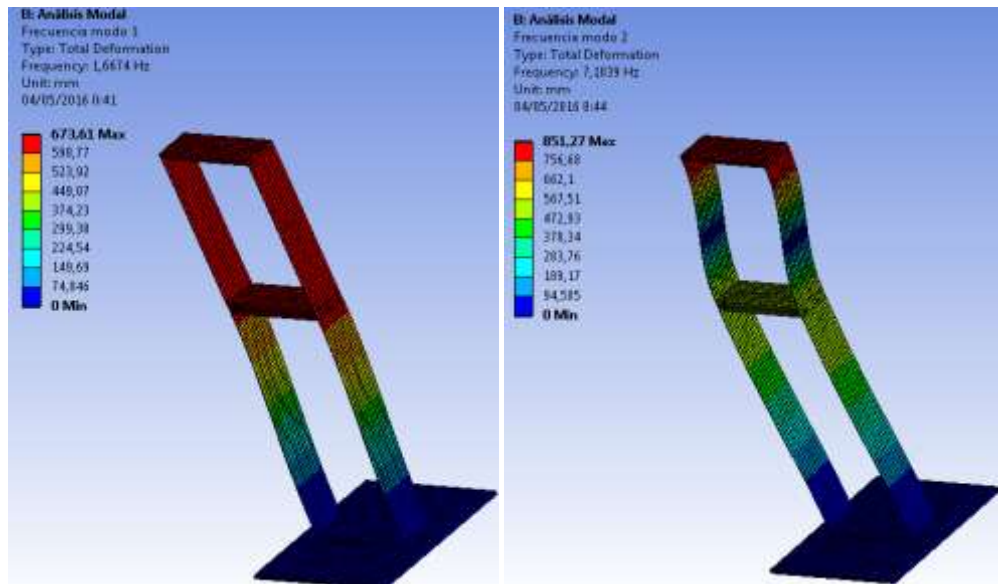 B: Análisis Modal
Frecuencia modo 1
Type: Total Deformation
Frequency: 1,6674 Hz
Unit: mm
04/05/2016 8:41
673,61 Max
598,77
523,92
449,07
374,23
299,38
224,54
149,69
74,846
0 Min
B: Análisis Modal
Frecuencia modo 2
Type: Total Deformation
Frequency: 7,1839 Hz
Unit: mm
04/05/2016 8:44
851,27 Max
756,68
662,1
567,51
472,93
378,34
283,76
189,17
94,585
0 Min